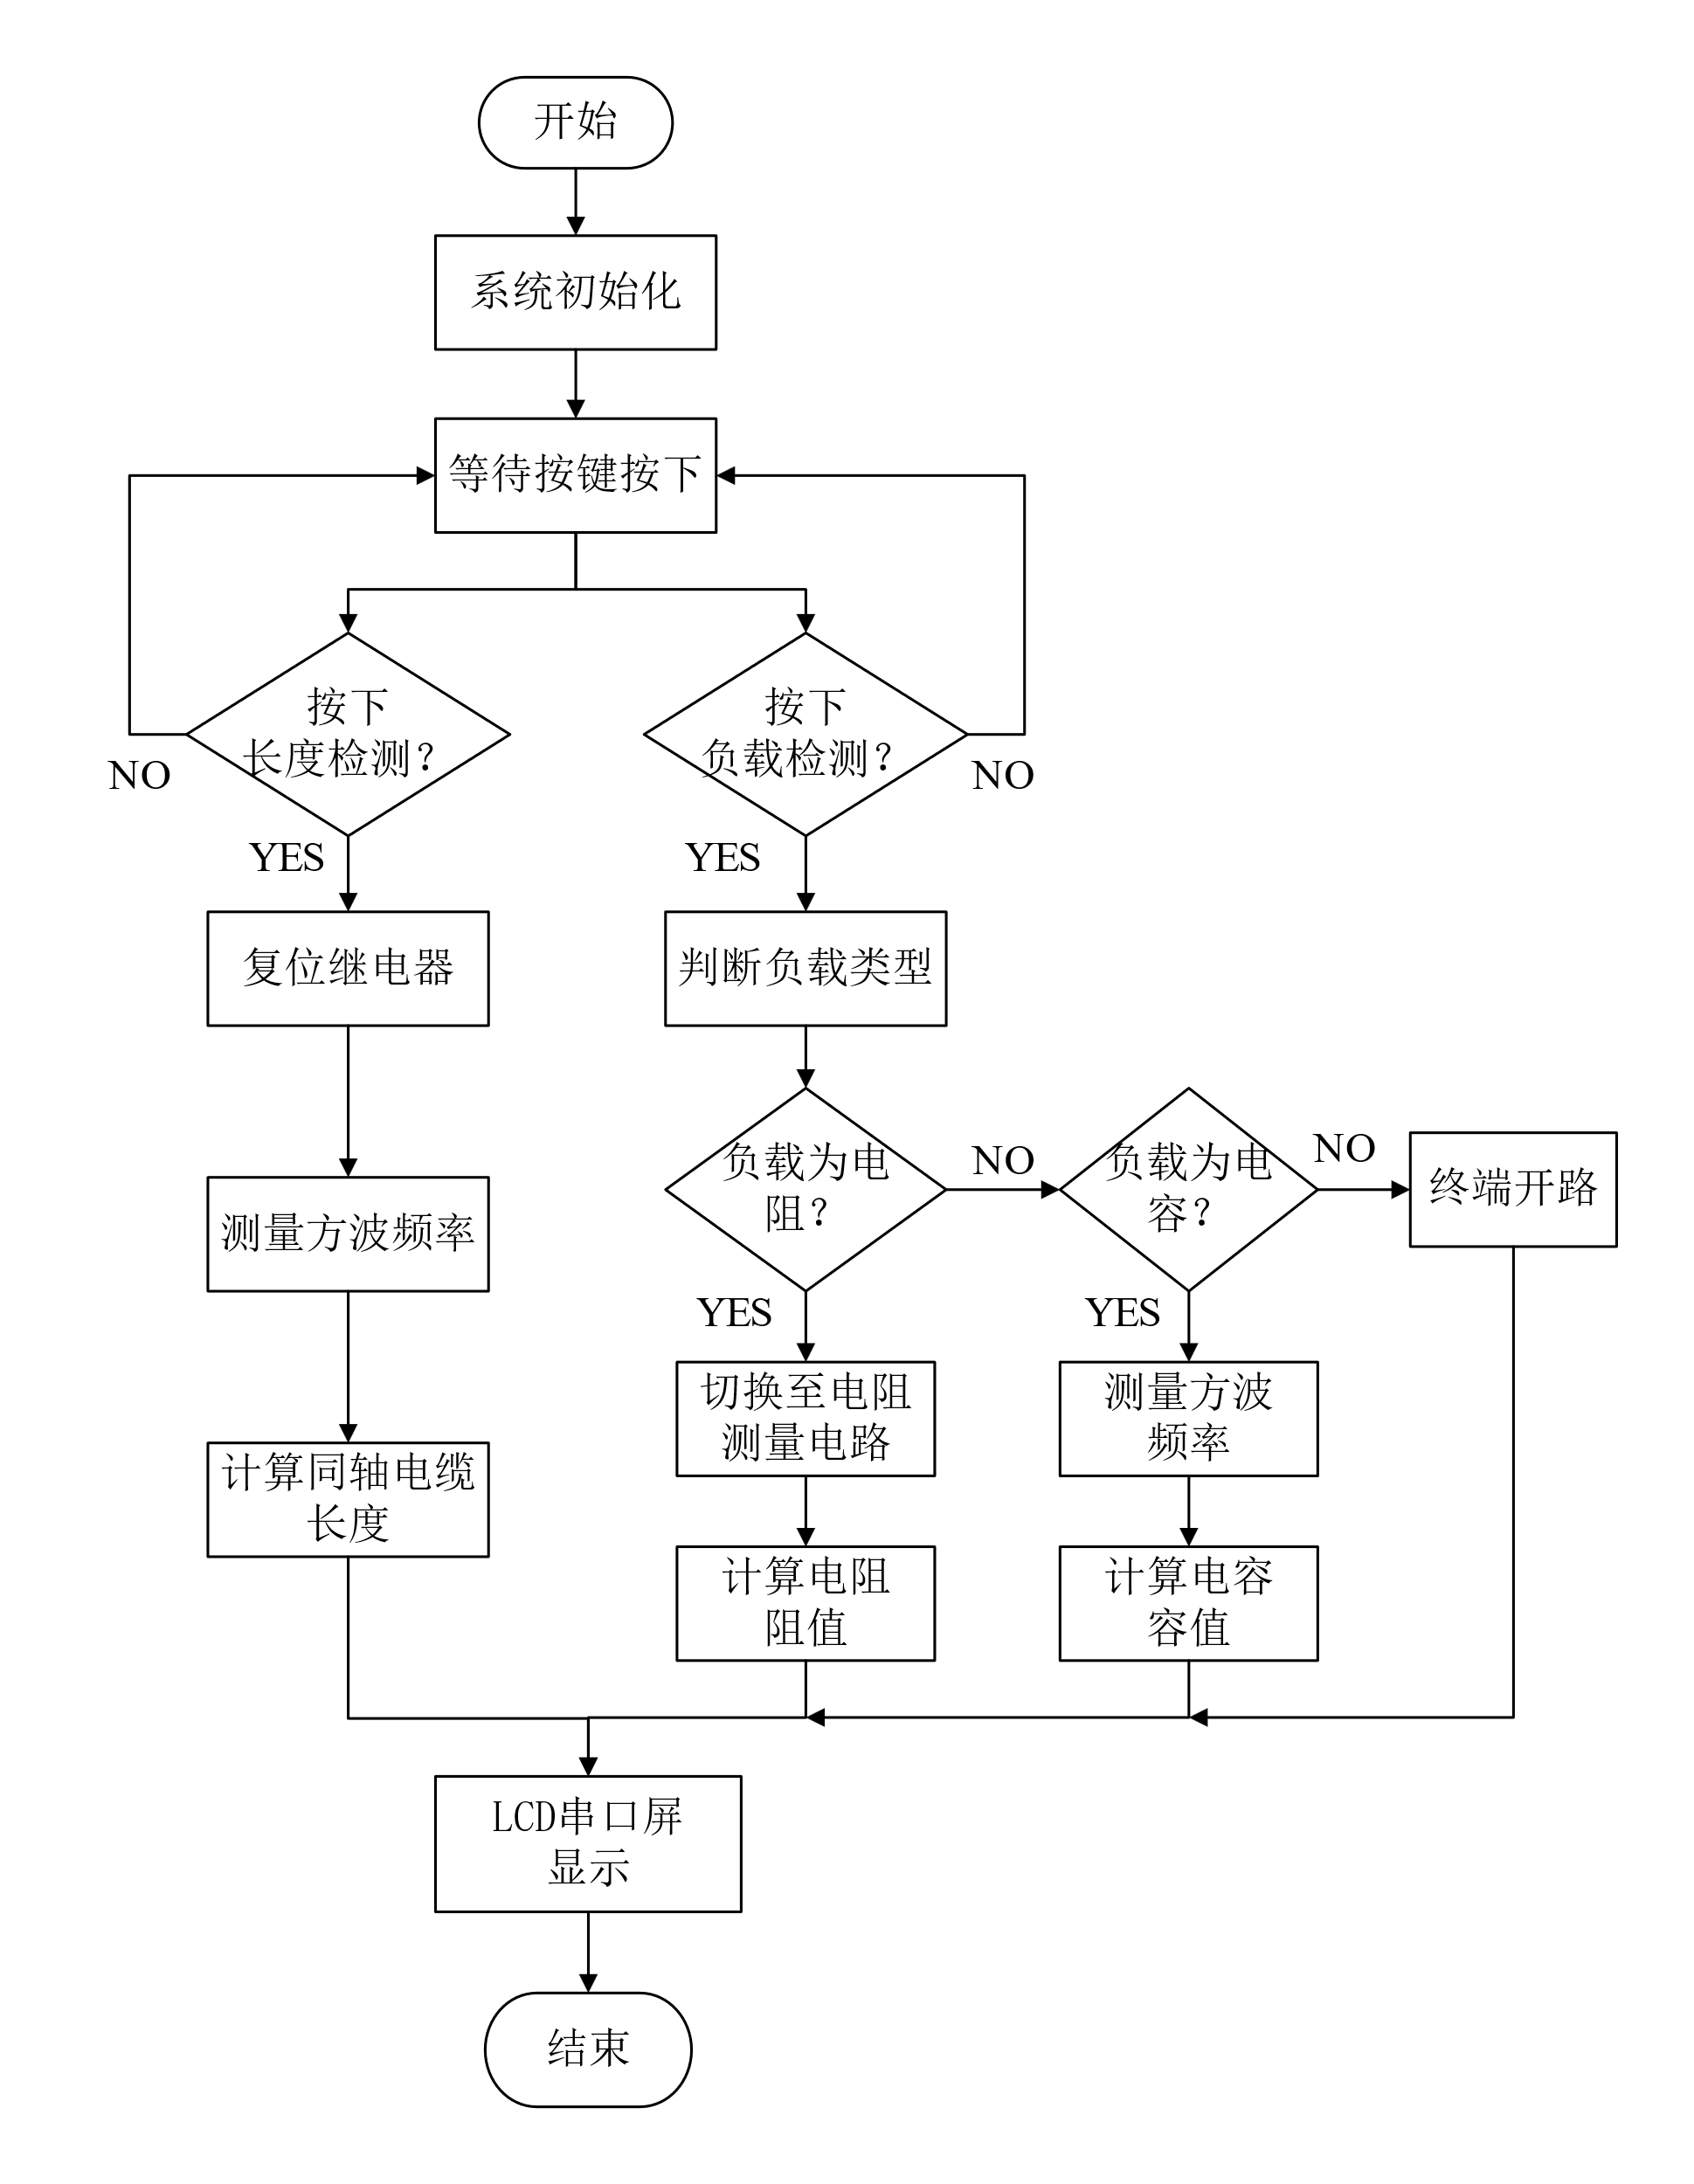 开始
系统初始化
等待按键按下
按下
长度检测？
按下
负载检测？
NO
NO
YES
YES
复位继电器
判断负载类型
负载为电
阻？
NO
负载为电
容？
NO
终端开路
测量方波频率
YES
YES
切换至电阻
测量电路
测量方波
频率
计算同轴电缆
长度
计算电阻
阻值
计算电容
容值
LCD串口屏
显示
结束